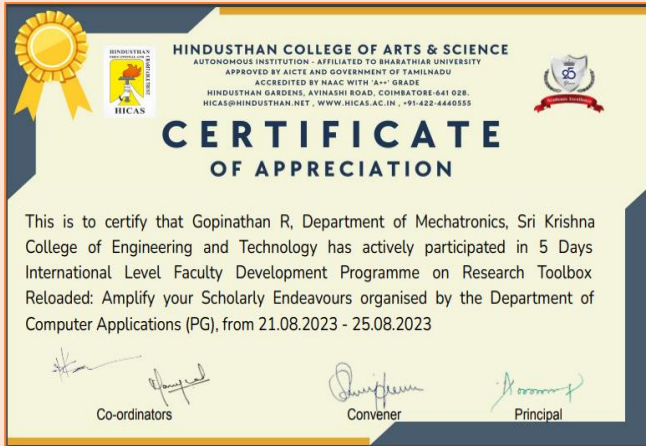 HINDUSTHAN COLLEGE OF ARTS & SCIENCE
AUTONOMOUS INSTITUTION - AFFILIATED TO BHARATHIAR UNIVERSITY
APPROVED BY AICTE AND GOVERNMENT OF TAMILNADU
ACCREDITED BY NAAC WITH 'A++' GRADE
HINDUSTHAN GARDENS, AVINASHI ROAD, COIMBATORE-641 028.
HICAS@HINDUSTHAN.NET , WWW.HICAS.AC.IN , +91-422-4440555
HINDUSTHAN
HICAS
25
Academic Excellence
CERTIFICATE
OF APPRECIATION
This is to certify that Gopinathan R, Department of Mechatronics, Sri Krishna
College of Engineering and Technology has actively participated in 5 Days
International Level Faculty Development Programme on Research Toolbox
Reloaded: Amplify your Scholarly Endeavours organised by the Department of
Computer Applications (PG), from 21.08.2023 - 25.08.2023
Co-ordinators
Convener
Principal